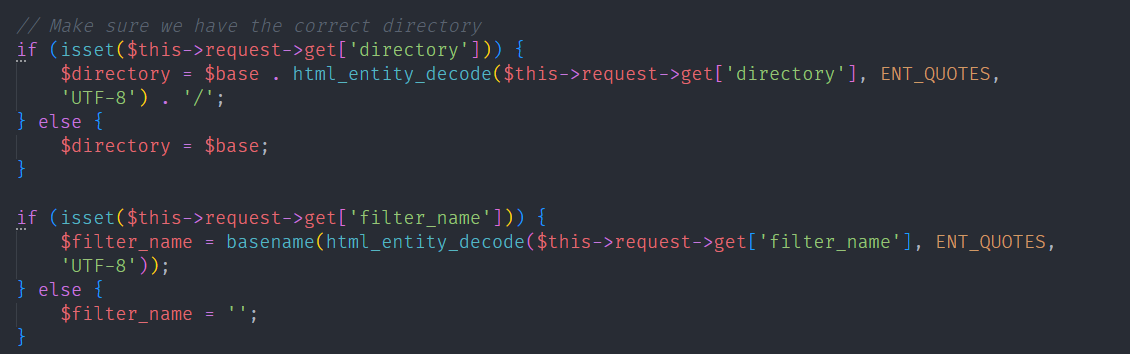 // Make sure we have the correct directory
if (isset($this->request->get['directory'])) {
$directory = $base . html_entity_decode($this->request->get['directory'], ENT_QUOTES,
'UTF-8') . '/';
} else {
$directory = $base;
}
if (isset($this->request->get['filter_name'])) {
$filter_name = basename(html_entity_decode($this->request->get['filter_name'], ENT_QUOTES,
'UTF-8'));
} else {
$filter_name = '';
}